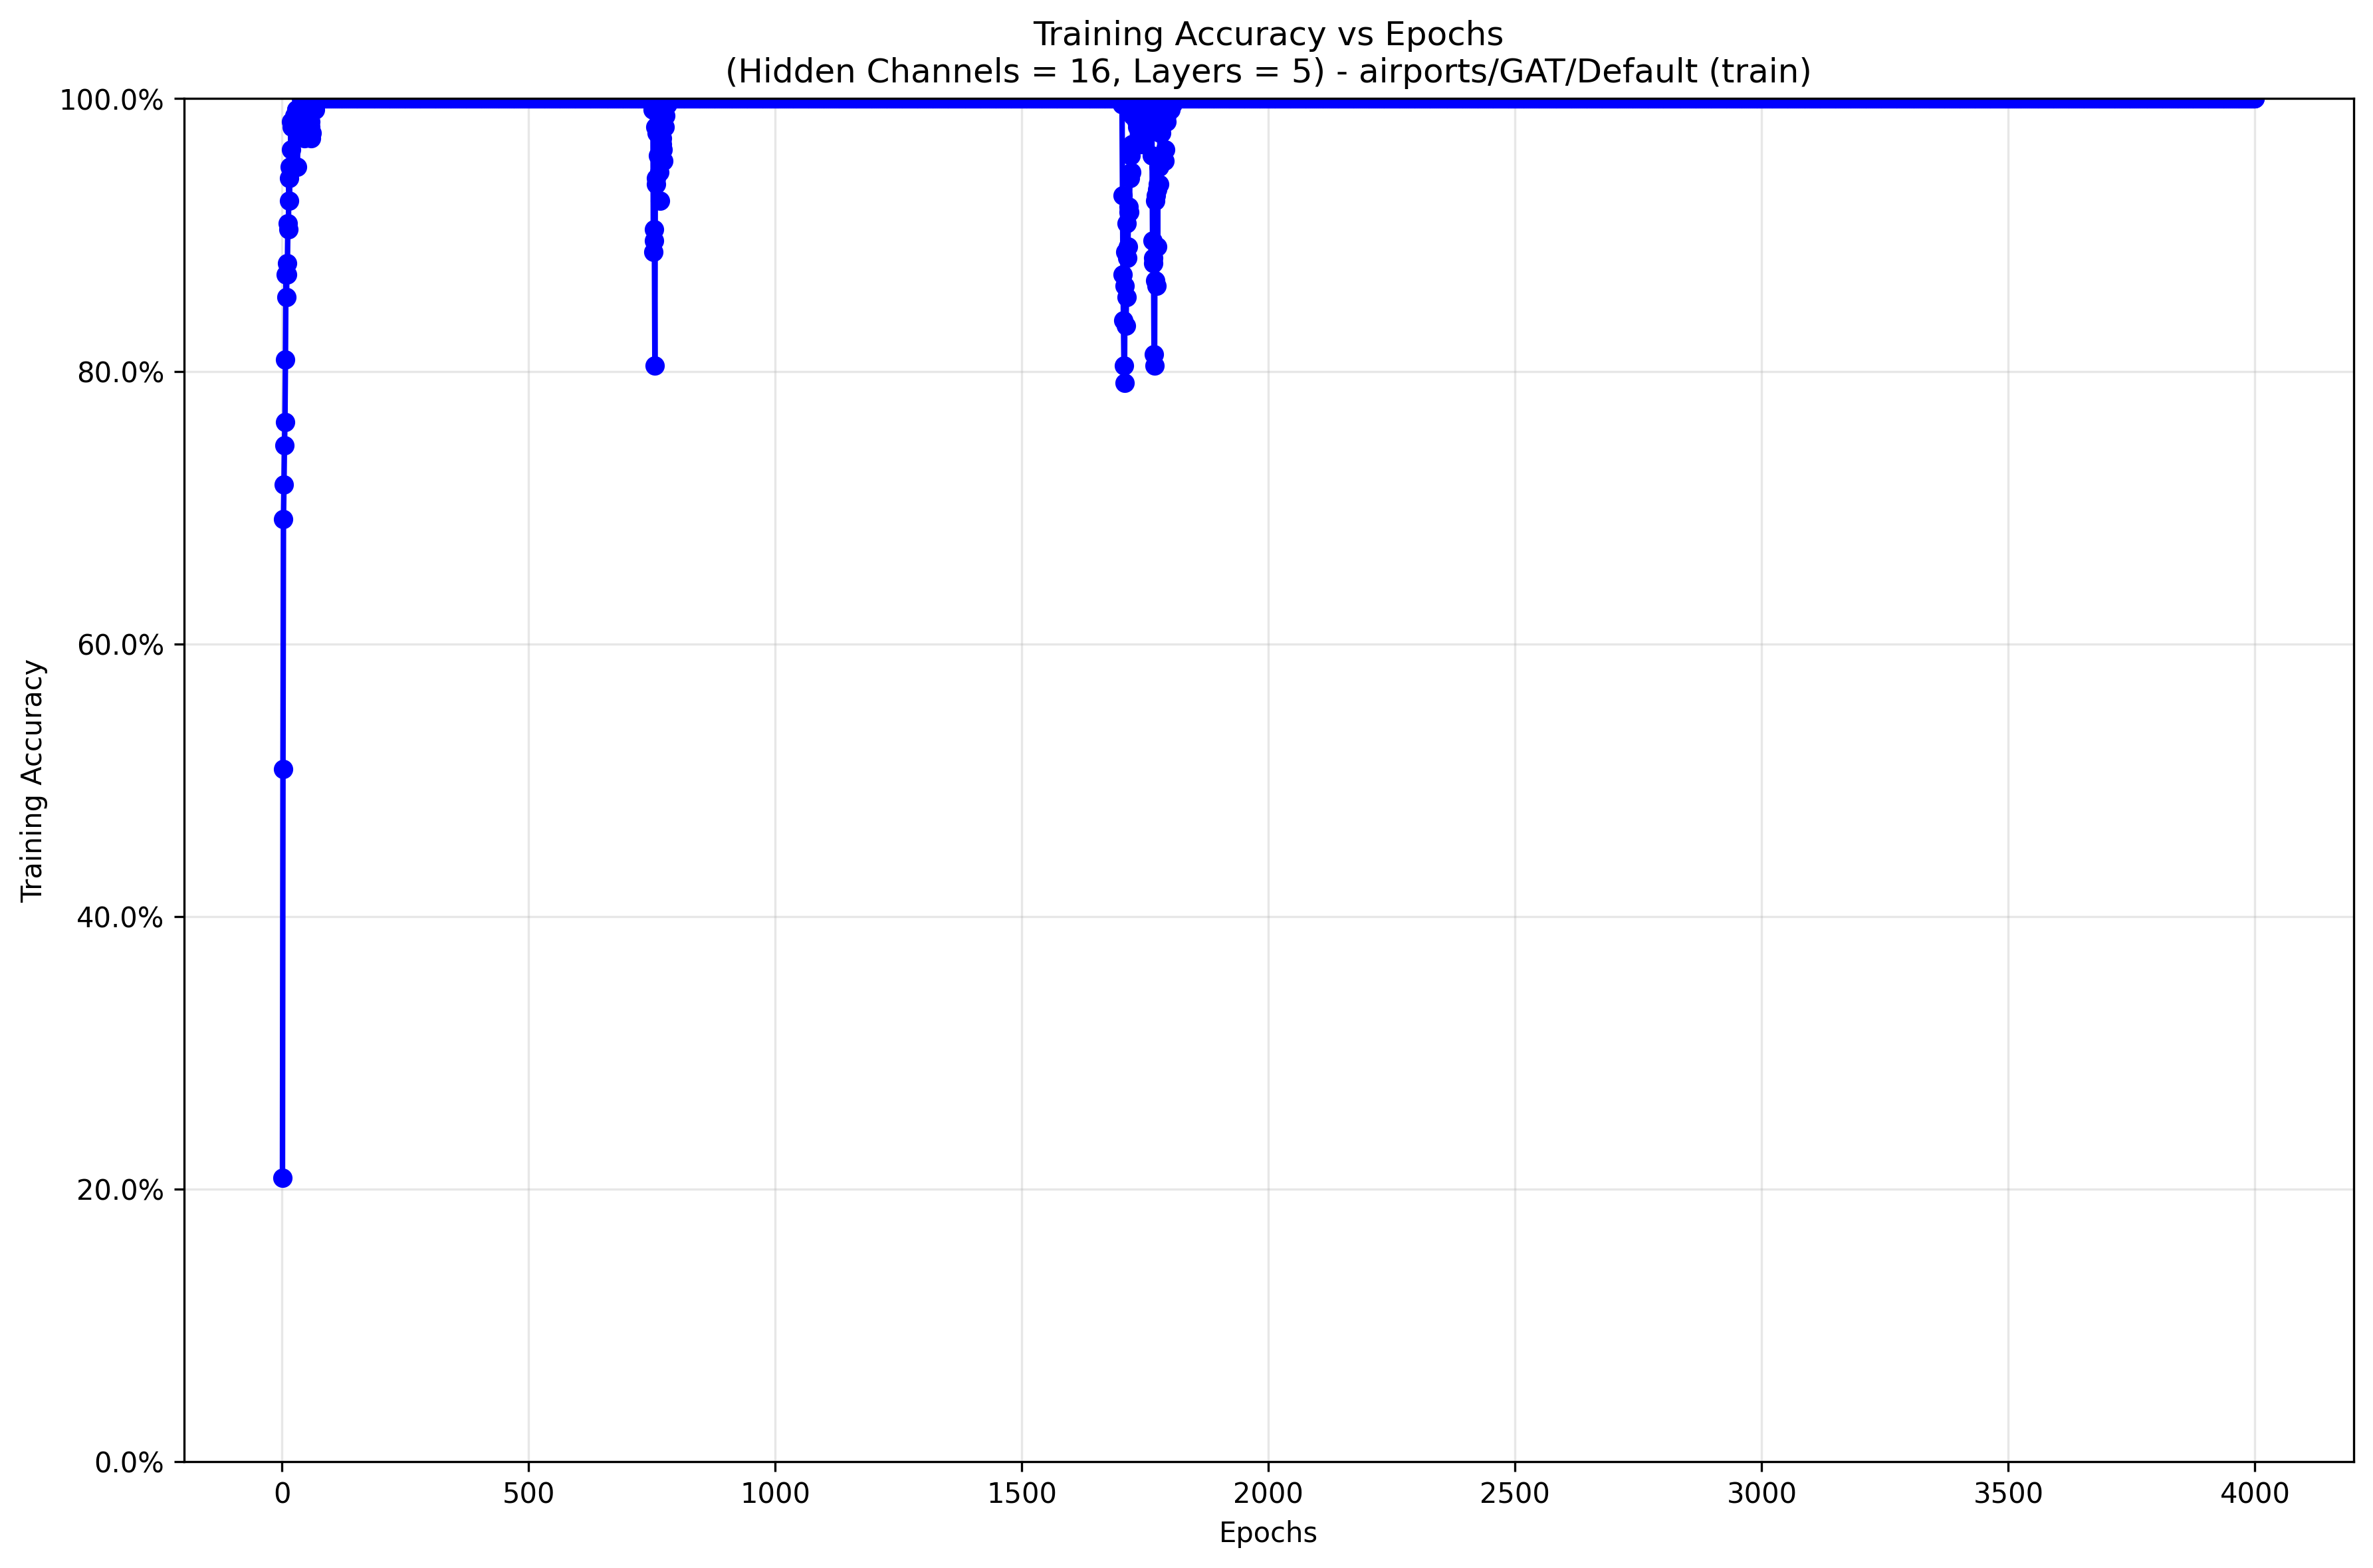 Training Accuracy vs Epochs
(Hidden Channels = 16, Layers = 5) - airports/GAT/Default (train)
Training Accuracy
100.0%
80.0%
60.0%
40.0%
20.0%
0.0%
0 500 1000 1500 2000 2500 3000 3500 4000
Epochs